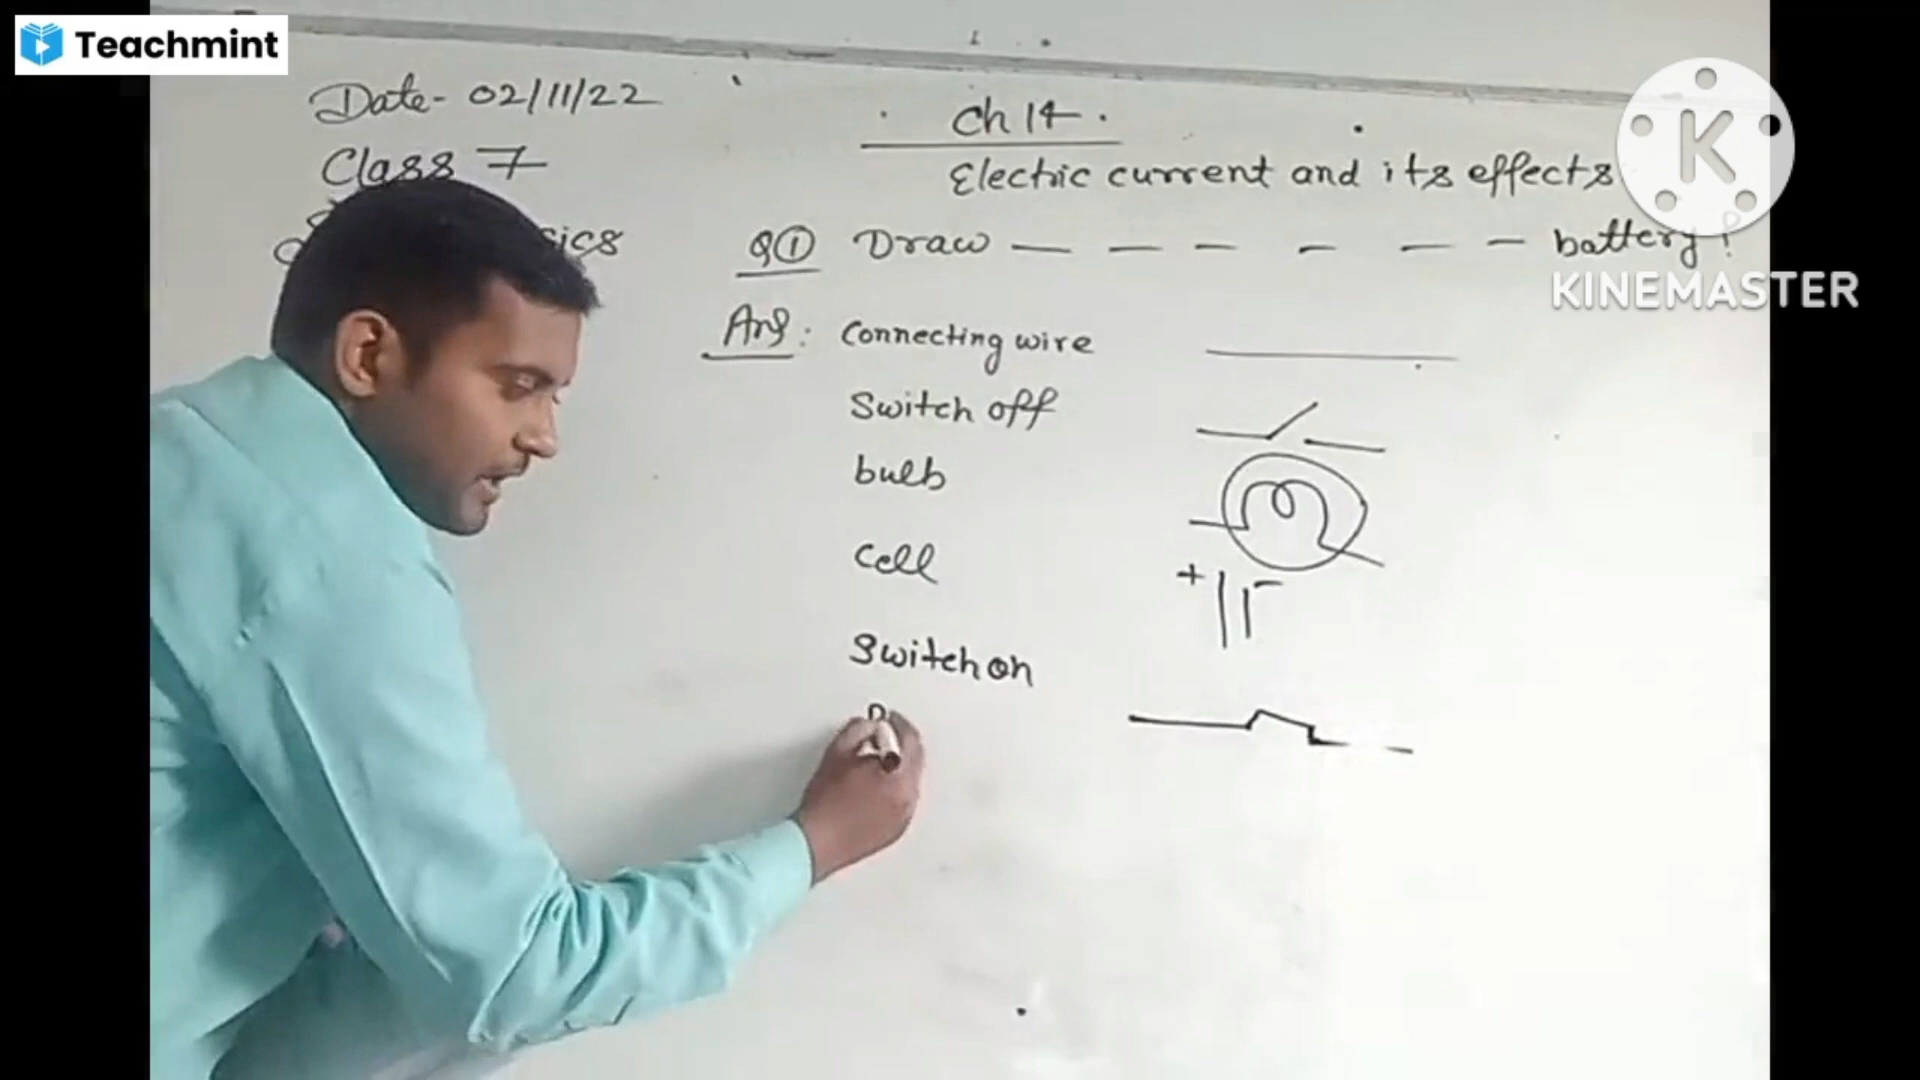 Teachmint
Date- 02/11/22
Class 7
Ch 14
Electric current and its effects
Q① Draw — — — — — — battery?
Ans: Connecting wire
Switch off
bulb
Cell
+ -
Switch on
K
KINEMASTER